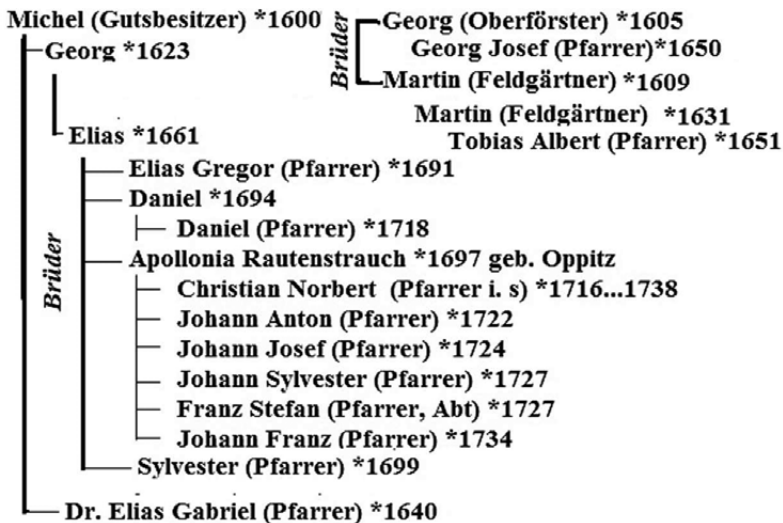 Michel (Gutsbesitzer) *1600
Georg *1623
Elias *1661
Brüder
Elias Gregor (Pfarrer) *1691
Daniel *1694
Daniel (Pfarrer) *1718
Apollonia Rautenstrauch *1697 geb. Oppitz
Christian Norbert (Pfarrer i. s) *1716...1738
Johann Anton (Pfarrer) *1722
Johann Josef (Pfarrer) *1724
Johann Sylvester (Pfarrer) *1727
Franz Stefan (Pfarrer, Abt) *1727
Johann Franz (Pfarrer) *1734
Sylvester (Pfarrer) *1699
Dr. Elias Gabriel (Pfarrer) *1640
Brüder
Georg (Oberförster) *1605
Georg Josef (Pfarrer)*1650
Martin (Feldgärtner) *1609
Martin (Feldgärtner) *1631
Tobias Albert (Pfarrer) *1651